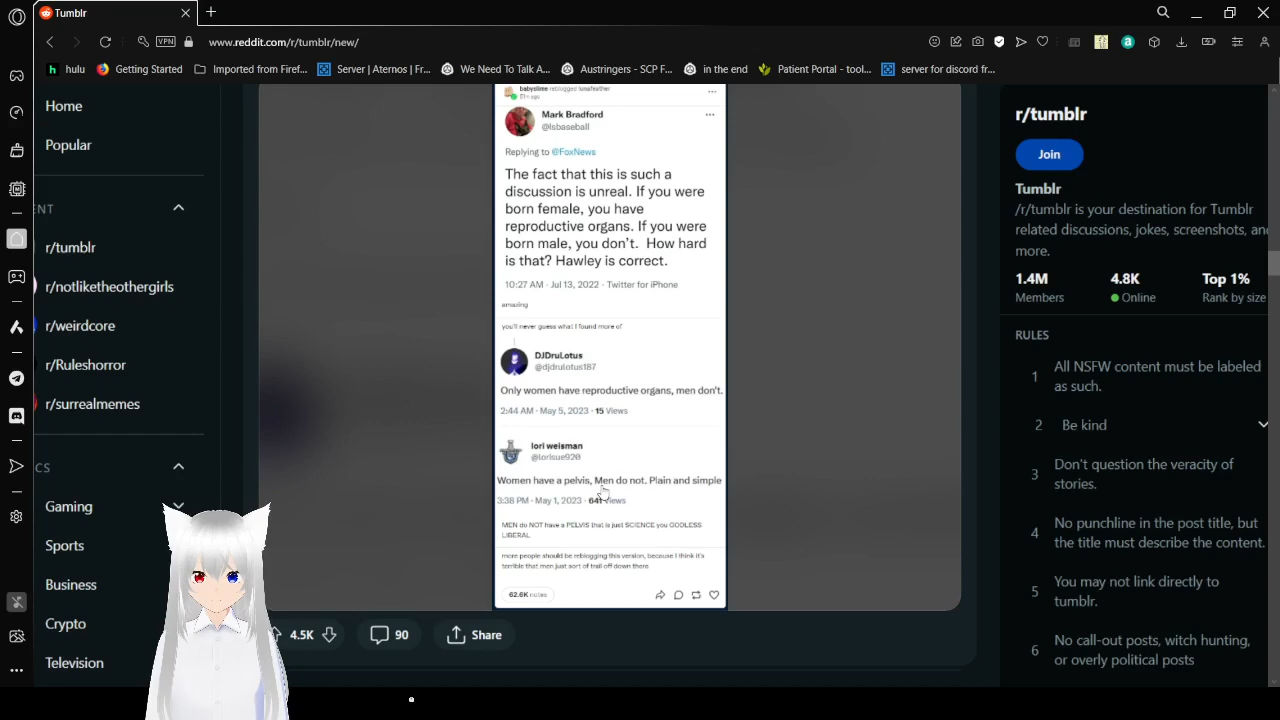 Tumblr
VPN
www.reddit.com/r/tumblr/new/
hulu
Getting Started
Imported from Firef...
Server | Aternos | Fr...
We Need To Talk A...
Austringers - SCP F...
in the end
Patient Portal - tool...
server for discord fr...
Home
Popular
ENT
r/tumblr
r/notliketheothergirls
r/weirdcore
r/Ruleshorror
r/surrealmemes
CS
Gaming
Sports
Business
Crypto
Television
babyslime reblogged lunafeather
51m ago
Mark Bradford
@lsbaseball
Replying to @FoxNews
The fact that this is such a
discussion is unreal. If you were
born female, you have
reproductive organs. If you were
born male, you don't. How hard
is that? Hawley is correct.
10:27 AM · Jul 13, 2022 · Twitter for iPhone
amazing
you'll never guess what I found more of
DJDruLotus
@djdrulotus187
Only women have reproductive organs, men don't.
2:44 AM · May 5, 2023 · 15 Views
lori weisman
@lorisue920
Women have a pelvis, Men do not. Plain and simple
3:38 PM · May 1, 2023 · 641 Views
MEN do NOT have a PELVIS that is just SCIENCE you GODLESS
LIBERAL
more people should be reblogging this version, because I think it's
terrible that men just sort of trail off down there
62.6K notes
4.5K
90
Share
r/tumblr
Join
Tumblr
/r/tumblr is your destination for Tumblr
related discussions, jokes, screenshots, and
more.
1.4M
4.8K
Top 1%
Members
Online
Rank by size
RULES
1 All NSFW content must be labeled
as such.
2 Be kind
3 Don't question the veracity of
stories.
4 No punchline in the post title, but
the title must describe the content.
5 You may not link directly to
tumblr.
6 No call-out posts, witch hunting,
or overly political posts